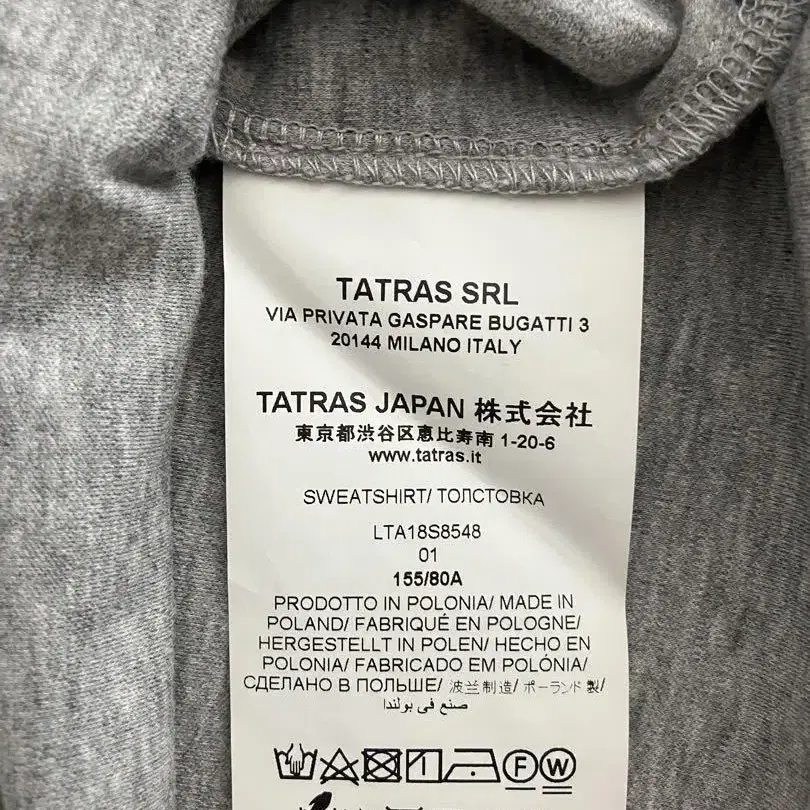 TATRAS SRL
VIA PRIVATA GASPARE BUGATTI 3
20144 MILANO ITALY
TATRAS JAPAN 株式会社
東京都渋谷区恵比寿南 1-20-6
www.tatras.it
SWEATSHIRT/ ТОЛСТОВКА
LTA18S8548
01
155/80A
PRODOTTO IN POLONIA/ MADE IN
POLAND/ FABRIQUÉ EN POLOGNE/
HERGESTELLT IN POLEN/ HECHO EN
POLONIA/ FABRICADO EM POLÓNIA/
СДЕЛАНО В ПОЛЬШЕ/ 波兰制造/ ポーランド 製/
صنع في بولندا
F W